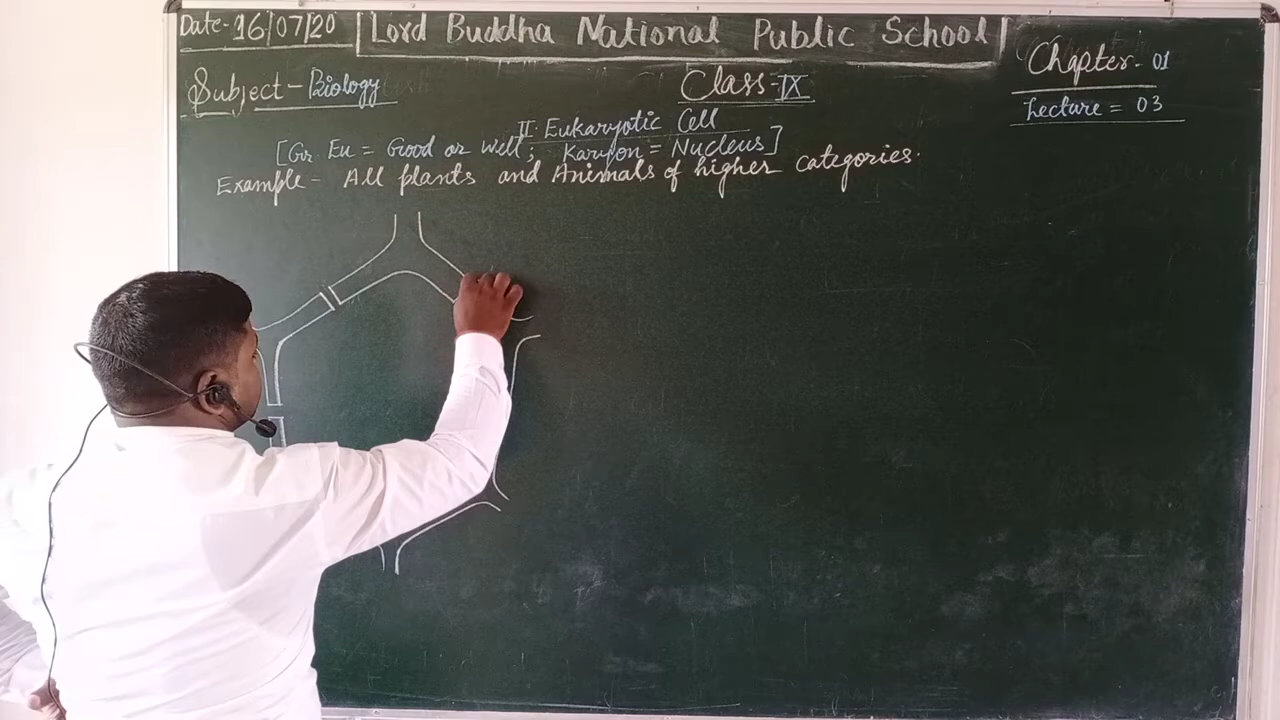 Date- 16/07/20
Lord Buddha National Public School
Chapter- 01
Subject- Biology
Class-IX
Lecture = 03
II. Eukaryotic Cell
[Gr. Eu = Good or Well; Karyon = Nucleus]
Example- All plants and Animals of higher categories.